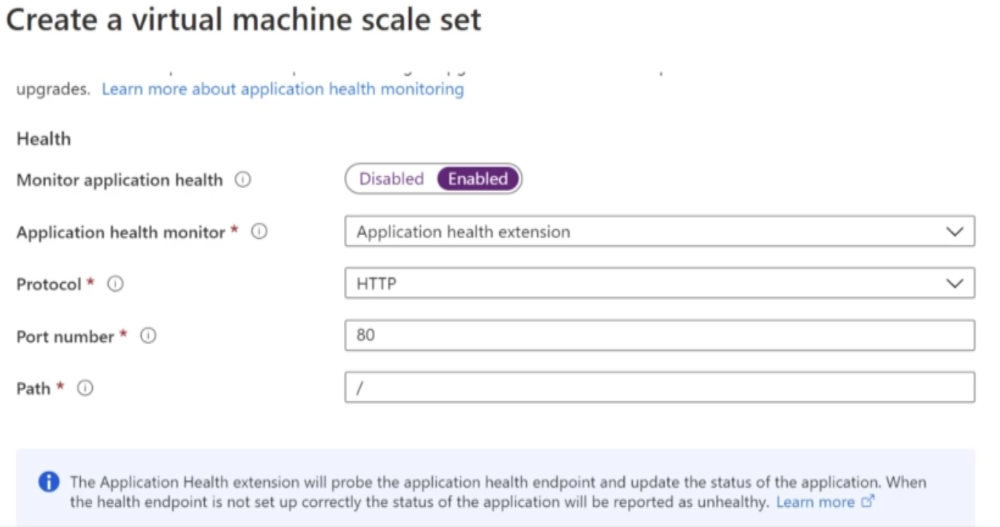 Create a virtual machine scale set
upgrades. Learn more about application health monitoring
Health
Monitor application health Disabled Enabled
Application health monitor * Application health extension
Protocol * HTTP
Port number * 80
Path * /
The Application Health extension will probe the application health endpoint and update the status of the application. When
the health endpoint is not set up correctly the status of the application will be reported as unhealthy. Learn more